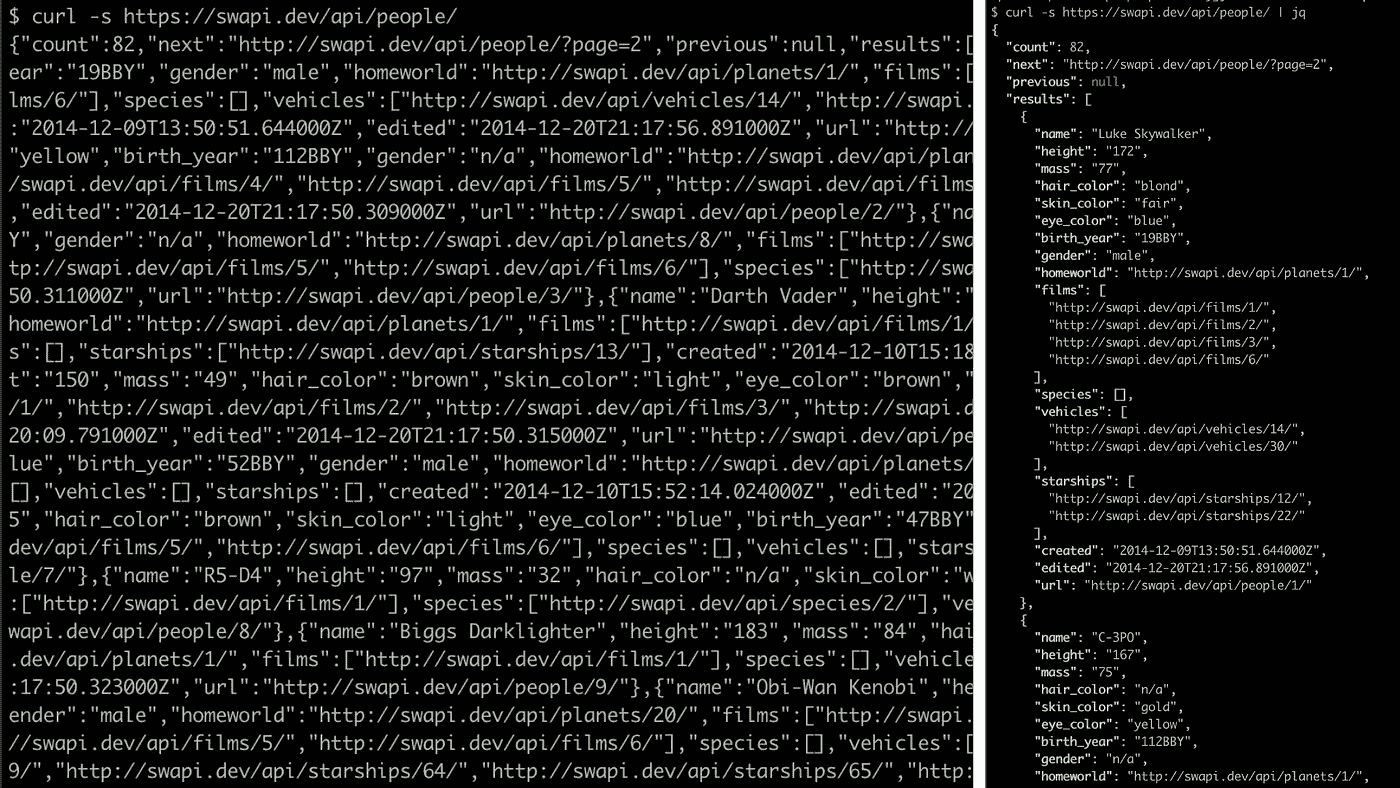 $ curl -s https://swapi.dev/api/people/
{"count":82,"next":"http://swapi.dev/api/people/?page=2","previous":null,"results":[
ear":"19BBY","gender":"male","homeworld":"http://swapi.dev/api/planets/1/","films":[
lms/6/"],"species":[],"vehicles":["http://swapi.dev/api/vehicles/14/","http://swapi.
:"2014-12-09T13:50:51.644000Z","edited":"2014-12-20T21:17:56.891000Z","url":"http://
"yellow","birth_year":"112BBY","gender":"n/a","homeworld":"http://swapi.dev/api/plan
/swapi.dev/api/films/4/","http://swapi.dev/api/films/5/","http://swapi.dev/api/films
,"edited":"2014-12-20T21:17:50.309000Z","url":"http://swapi.dev/api/people/2/"},{"na
Y","gender":"n/a","homeworld":"http://swapi.dev/api/planets/8/","films":["http://swa
tp://swapi.dev/api/films/5/","http://swapi.dev/api/films/6/"],"species":["http://swa
50.311000Z","url":"http://swapi.dev/api/people/3/"},{"name":"Darth Vader","height":"
homeworld":"http://swapi.dev/api/planets/1/","films":["http://swapi.dev/api/films/1/
s":[],"starships":["http://swapi.dev/api/starships/13/"],"created":"2014-12-10T15:18
t":"150","mass":"49","hair_color":"brown","skin_color":"light","eye_color":"brown","
/1/","http://swapi.dev/api/films/2/","http://swapi.dev/api/films/3/","http://swapi.d
20:09.791000Z","edited":"2014-12-20T21:17:50.315000Z","url":"http://swapi.dev/api/pe
lue","birth_year":"52BBY","gender":"male","homeworld":"http://swapi.dev/api/planets/
[],"vehicles":[],"starships":[],"created":"2014-12-10T15:52:14.024000Z","edited":"20
5","hair_color":"brown","skin_color":"light","eye_color":"blue","birth_year":"47BBY"
dev/api/films/5/","http://swapi.dev/api/films/6/"],"species":[],"vehicles":[],"stars
le/7/"},{"name":"R5-D4","height":"97","mass":"32","hair_color":"n/a","skin_color":"w
:["http://swapi.dev/api/films/1/"],"species":["http://swapi.dev/api/species/2/"],"ve
wapi.dev/api/people/8/"},{"name":"Biggs Darklighter","height":"183","mass":"84","hai
.dev/api/planets/1/","films":["http://swapi.dev/api/films/1/"],"species":[],"vehicle
:17:50.323000Z","url":"http://swapi.dev/api/people/9/"},{"name":"Obi-Wan Kenobi","he
ender":"male","homeworld":"http://swapi.dev/api/planets/20/","films":["http://swapi.
//swapi.dev/api/films/5/","http://swapi.dev/api/films/6/"],"species":[],"vehicles":[
9/","http://swapi.dev/api/starships/64/","http://swapi.dev/api/starships/65/","http:
$ curl -s https://swapi.dev/api/people/ | jq
{
  "count": 82,
  "next": "http://swapi.dev/api/people/?page=2",
  "previous": null,
  "results": [
    {
      "name": "Luke Skywalker",
      "height": "172",
      "mass": "77",
      "hair_color": "blond",
      "skin_color": "fair",
      "eye_color": "blue",
      "birth_year": "19BBY",
      "gender": "male",
      "homeworld": "http://swapi.dev/api/planets/1/",
      "films": [
        "http://swapi.dev/api/films/1/",
        "http://swapi.dev/api/films/2/",
        "http://swapi.dev/api/films/3/",
        "http://swapi.dev/api/films/6/"
      ],
      "species": [],
      "vehicles": [
        "http://swapi.dev/api/vehicles/14/",
        "http://swapi.dev/api/vehicles/30/"
      ],
      "starships": [
        "http://swapi.dev/api/starships/12/",
        "http://swapi.dev/api/starships/22/"
      ],
      "created": "2014-12-09T13:50:51.644000Z",
      "edited": "2014-12-20T21:17:56.891000Z",
      "url": "http://swapi.dev/api/people/1/"
    },
    {
      "name": "C-3PO",
      "height": "167",
      "mass": "75",
      "hair_color": "n/a",
      "skin_color": "gold",
      "eye_color": "yellow",
      "birth_year": "112BBY",
      "gender": "n/a",
      "homeworld": "http://swapi.dev/api/planets/1/",